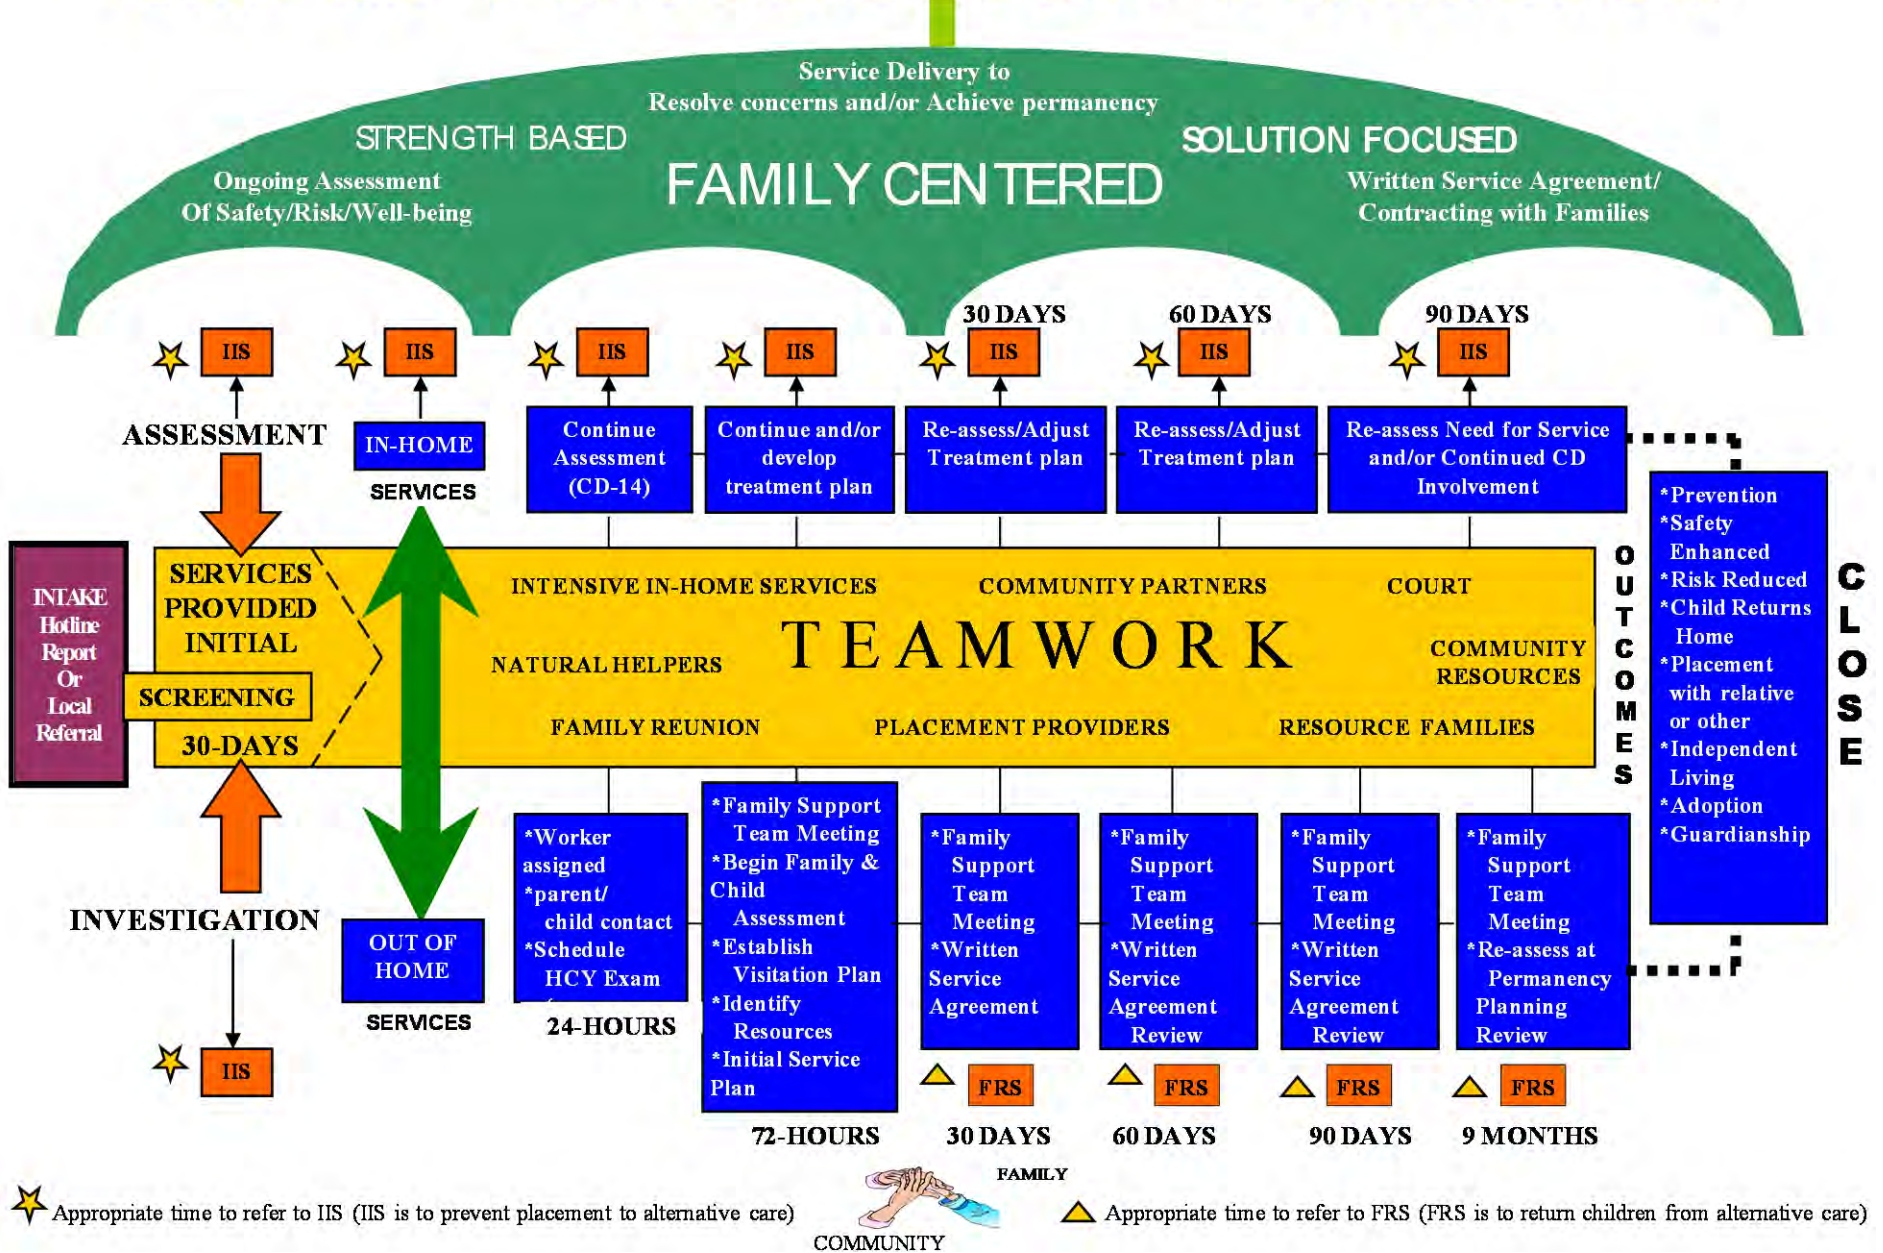 Service Delivery to
Resolve concerns and/or Achieve permanency
STRENGTH BASED
SOLUTION FOCUSED
FAMILY CENTERED
Ongoing Assessment
Of Safety/Risk/Well-being
Written Service Agreement/
Contracting with Families
30 DAYS
60 DAYS
90 DAYS
IIS
IIS
IIS
IIS
IIS
IIS
IIS
ASSESSMENT
IN-HOME
SERVICES
Continue
Assessment
(CD-14)
Continue and/or
develop
treatment plan
Re-assess/Adjust
Treatment plan
Re-assess/Adjust
Treatment plan
Re-assess Need for Service
and/or Continued CD
Involvement
INTAKE
Hotline
Report
Or
Local
Referral
SERVICES
PROVIDED
INITIAL
SCREENING
30-DAYS
INTENSIVE IN-HOME SERVICES
COMMUNITY PARTNERS
COURT
TEAMWORK
NATURAL HELPERS
COMMUNITY
RESOURCES
FAMILY REUNION
PLACEMENT PROVIDERS
RESOURCE FAMILIES
OUTCOMES
*Prevention
*Safety
Enhanced
*Risk Reduced
*Child Returns
Home
*Placement
with relative
or other
*Independent
Living
*Adoption
*Guardianship
CLOSE
INVESTIGATION
IIS
OUT OF
HOME
SERVICES
*Worker
assigned
*parent/
child contact
*Schedule
HCY Exam
24-HOURS
*Family Support
Team Meeting
*Begin Family &
Child
Assessment
*Establish
Visitation Plan
*Identify
Resources
*Initial Service
Plan
72-HOURS
*Family
Support
Team
Meeting
*Written
Service
Agreement
FRS
30 DAYS
*Family
Support
Team
Meeting
*Written
Service
Agreement
Review
FRS
60 DAYS
*Family
Support
Team
Meeting
*Written
Service
Agreement
Review
FRS
90 DAYS
*Family
Support
Team
Meeting
*Re-assess at
Permanency
Planning
Review
FRS
9 MONTHS
FAMILY
COMMUNITY
Appropriate time to refer to IIS (IIS is to prevent placement to alternative care)
Appropriate time to refer to FRS (FRS is to return children from alternative care)